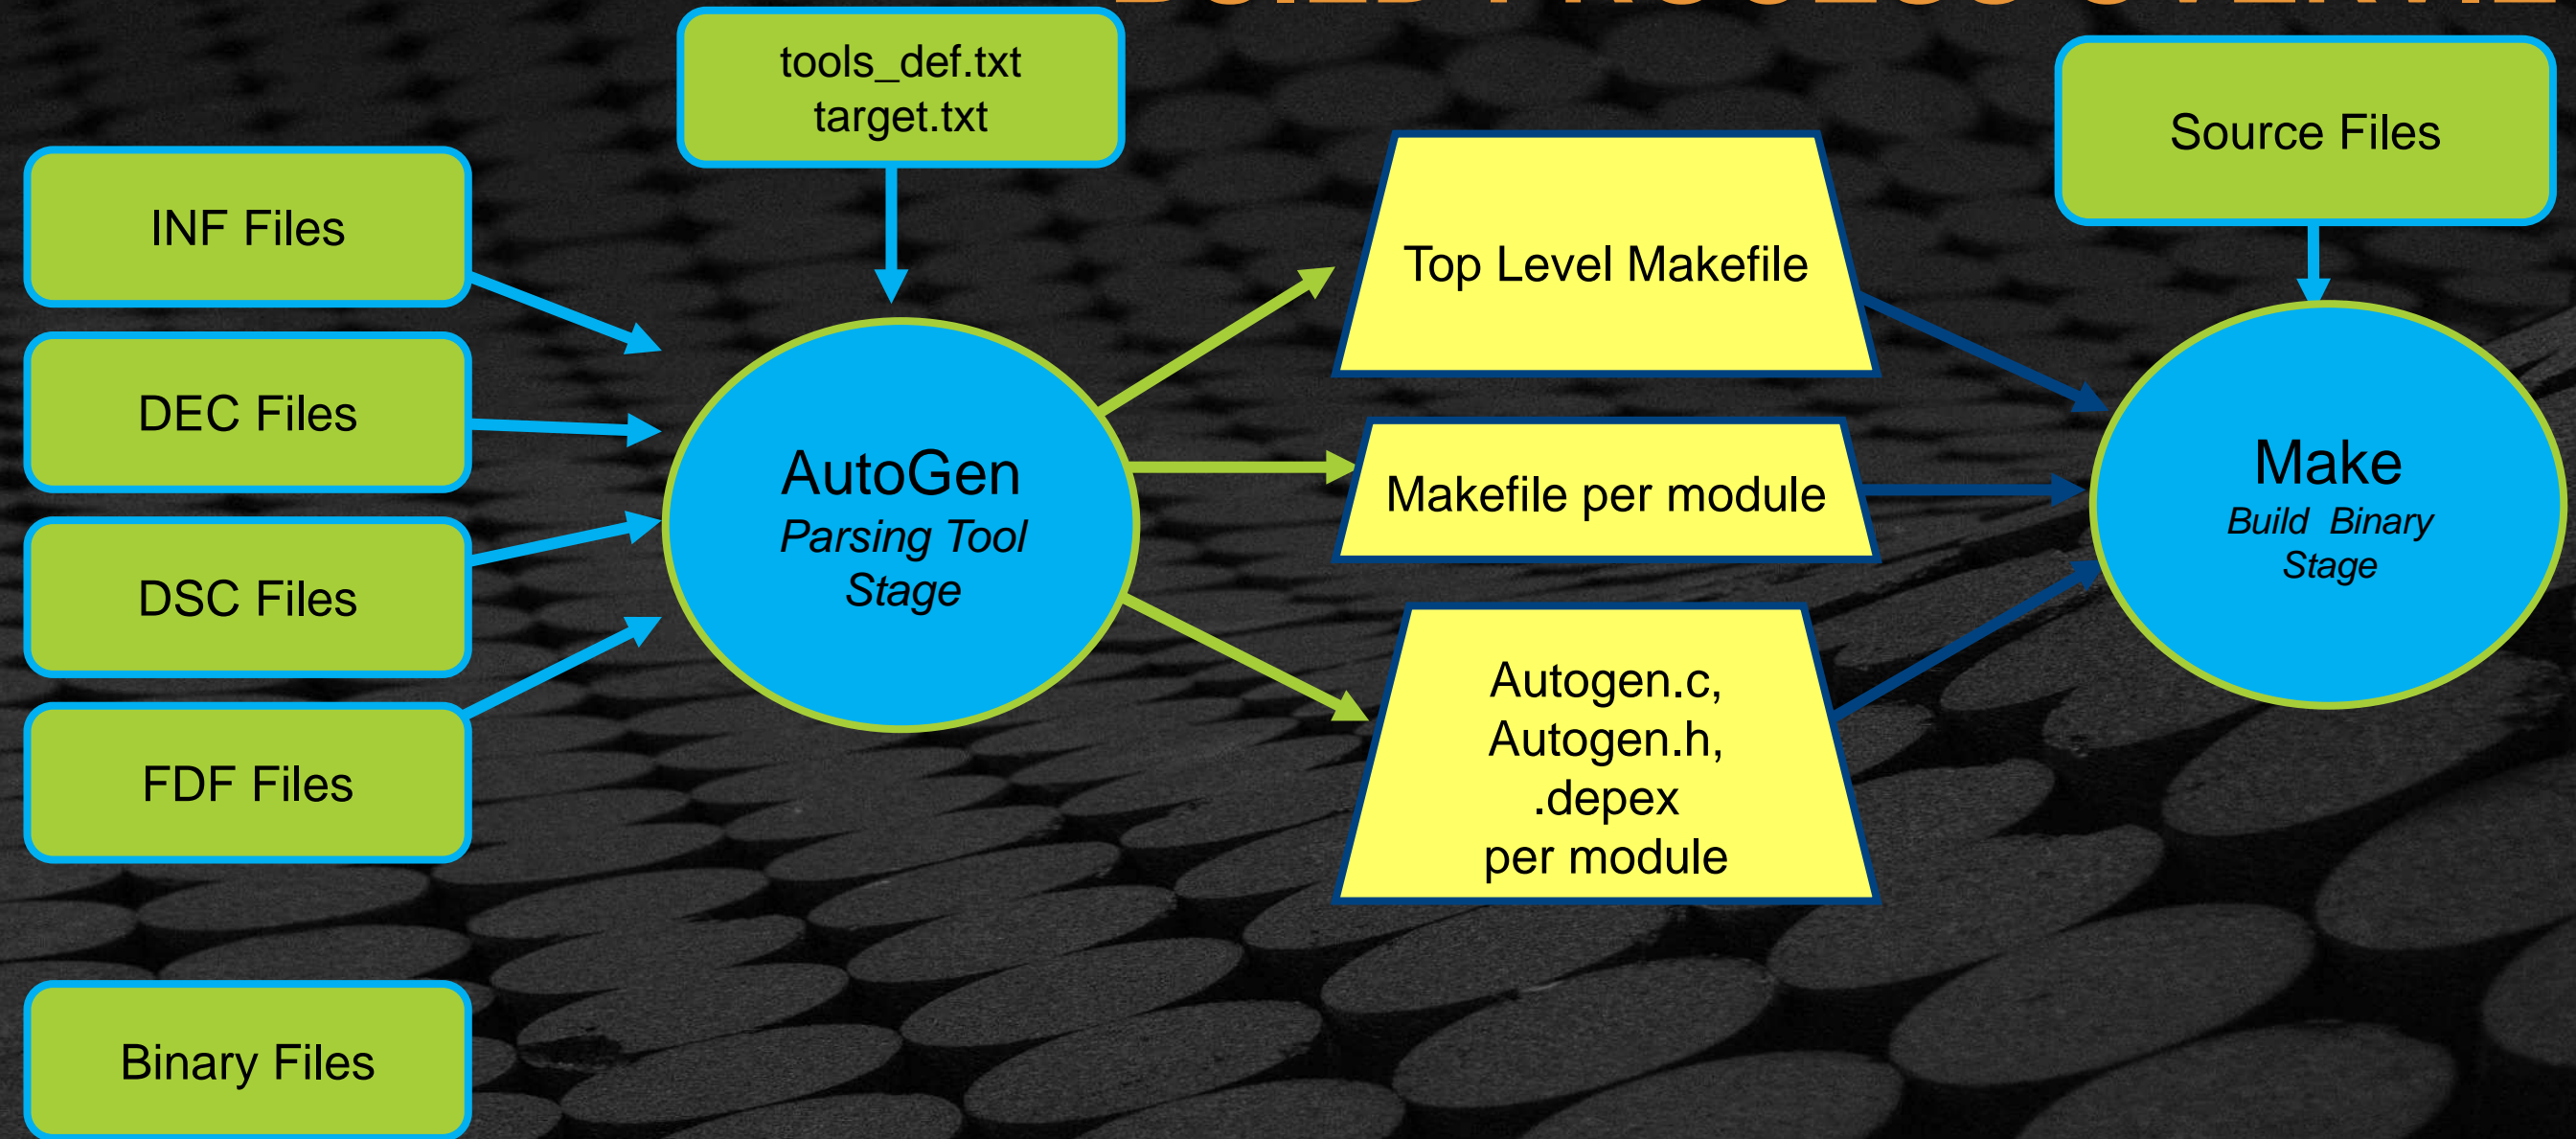 tools_def.txt
target.txt
Source Files
INF Files
Top Level Makefile
DEC Files
AutoGen
Parsing Tool
Stage
Makefile per module
Make
Build Binary
Stage
DSC Files
FDF Files
Autogen.c,
Autogen.h,
.depex
per module
Binary Files